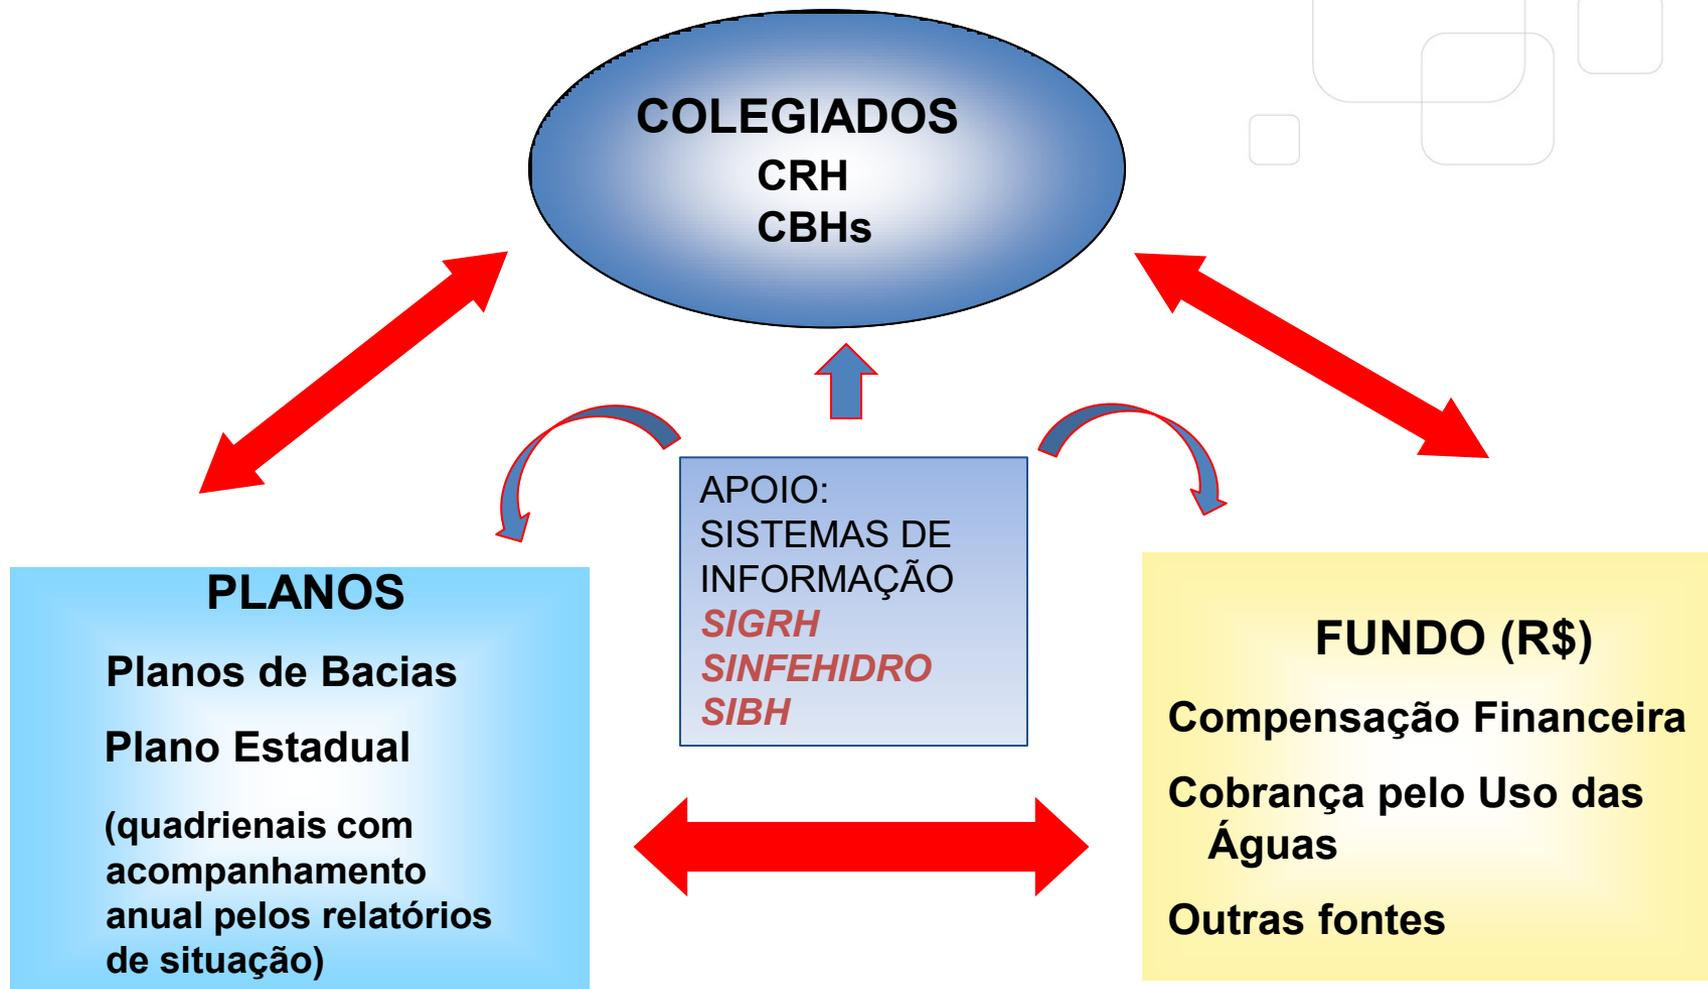 COLEGIADOS
CRH
CBHs
APOIO:
SISTEMAS DE
INFORMAÇÃO
SIGRH
SINFEHIDRO
SIBH
PLANOS
Planos de Bacias
Plano Estadual
(quadrienais com
acompanhamento
anual pelos relatórios
de situação)
FUNDO (R$)
Compensação Financeira
Cobrança pelo Uso das
Águas
Outras fontes